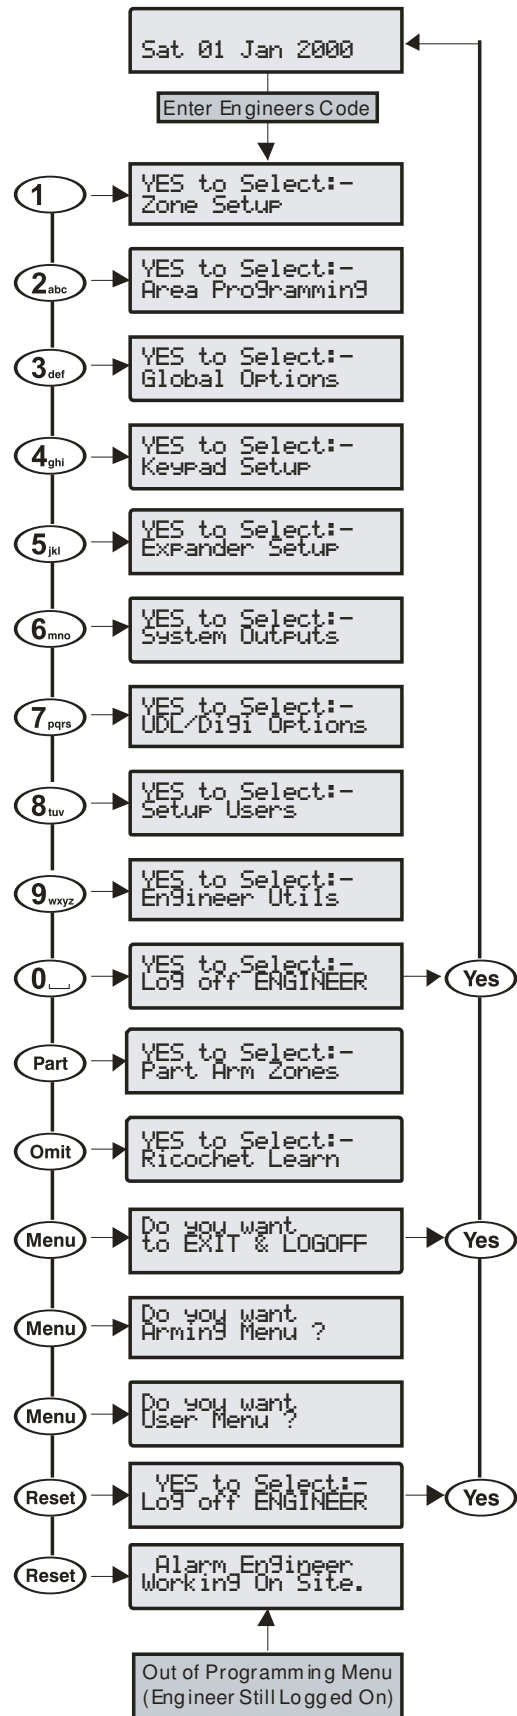 Sat 01 Jan 2000
Enter Engineers Code
1
YES to Select:-
Zone Setup
2abc
YES to Select:-
Area Programming
3def
YES to Select:-
Global Options
4ghi
YES to Select:-
Keypad Setup
5jkl
YES to Select:-
Expander Setup
6mno
YES to Select:-
System Outputs
7pqrs
YES to Select:-
UDL/Digi Options
8tuv
YES to Select:-
Setup Users
9wxyz
YES to Select:-
Engineer Utils
0
YES to Select:-
Log off ENGINEER
Yes
Part
YES to Select:-
Part Arm Zones
Omit
YES to Select:-
Ricochet Learn
Menu
Do you want
to EXIT & LOGOFF
Yes
Menu
Do you want
Arming Menu ?
Menu
Do you want
User Menu ?
Reset
YES to Select:-
Log off ENGINEER
Yes
Reset
Alarm Engineer
Working On Site.
Out of Programming Menu
(Engineer Still Logged On)